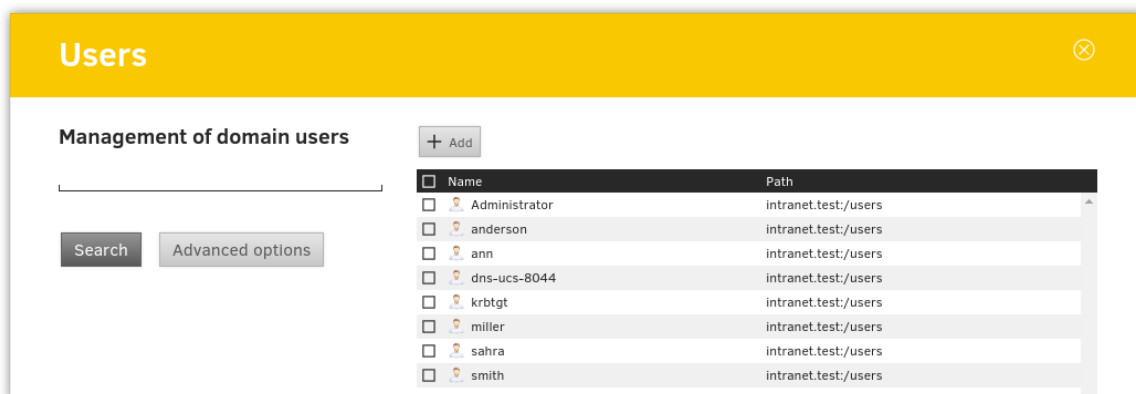 Users
Management of domain users
Search
Advanced options
Add
Name Path
Administrator intranet.test:/users
anderson intranet.test:/users
ann intranet.test:/users
dns-ucs-8044 intranet.test:/users
krbtgt intranet.test:/users
miller intranet.test:/users
sahra intranet.test:/users
smith intranet.test:/users